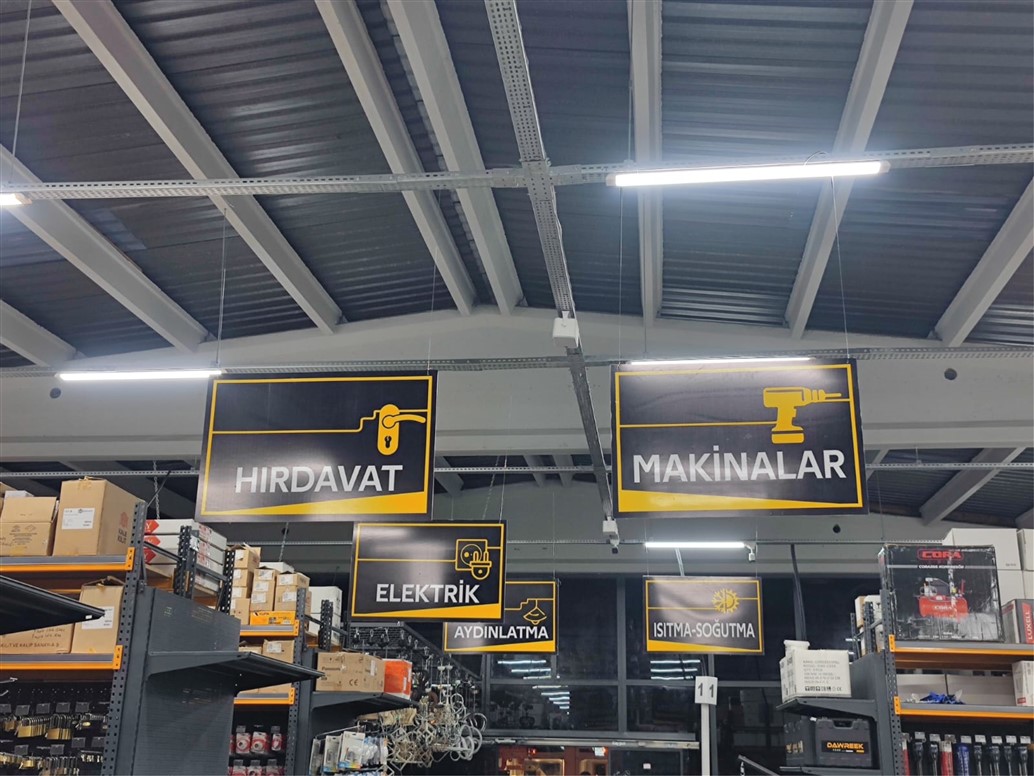 HIRDAVAT
MAKİNALAR
ELEKTRİK
AYDINLATMA
ISITMA-SOĞUTMA
11
CORA
DAWREEK